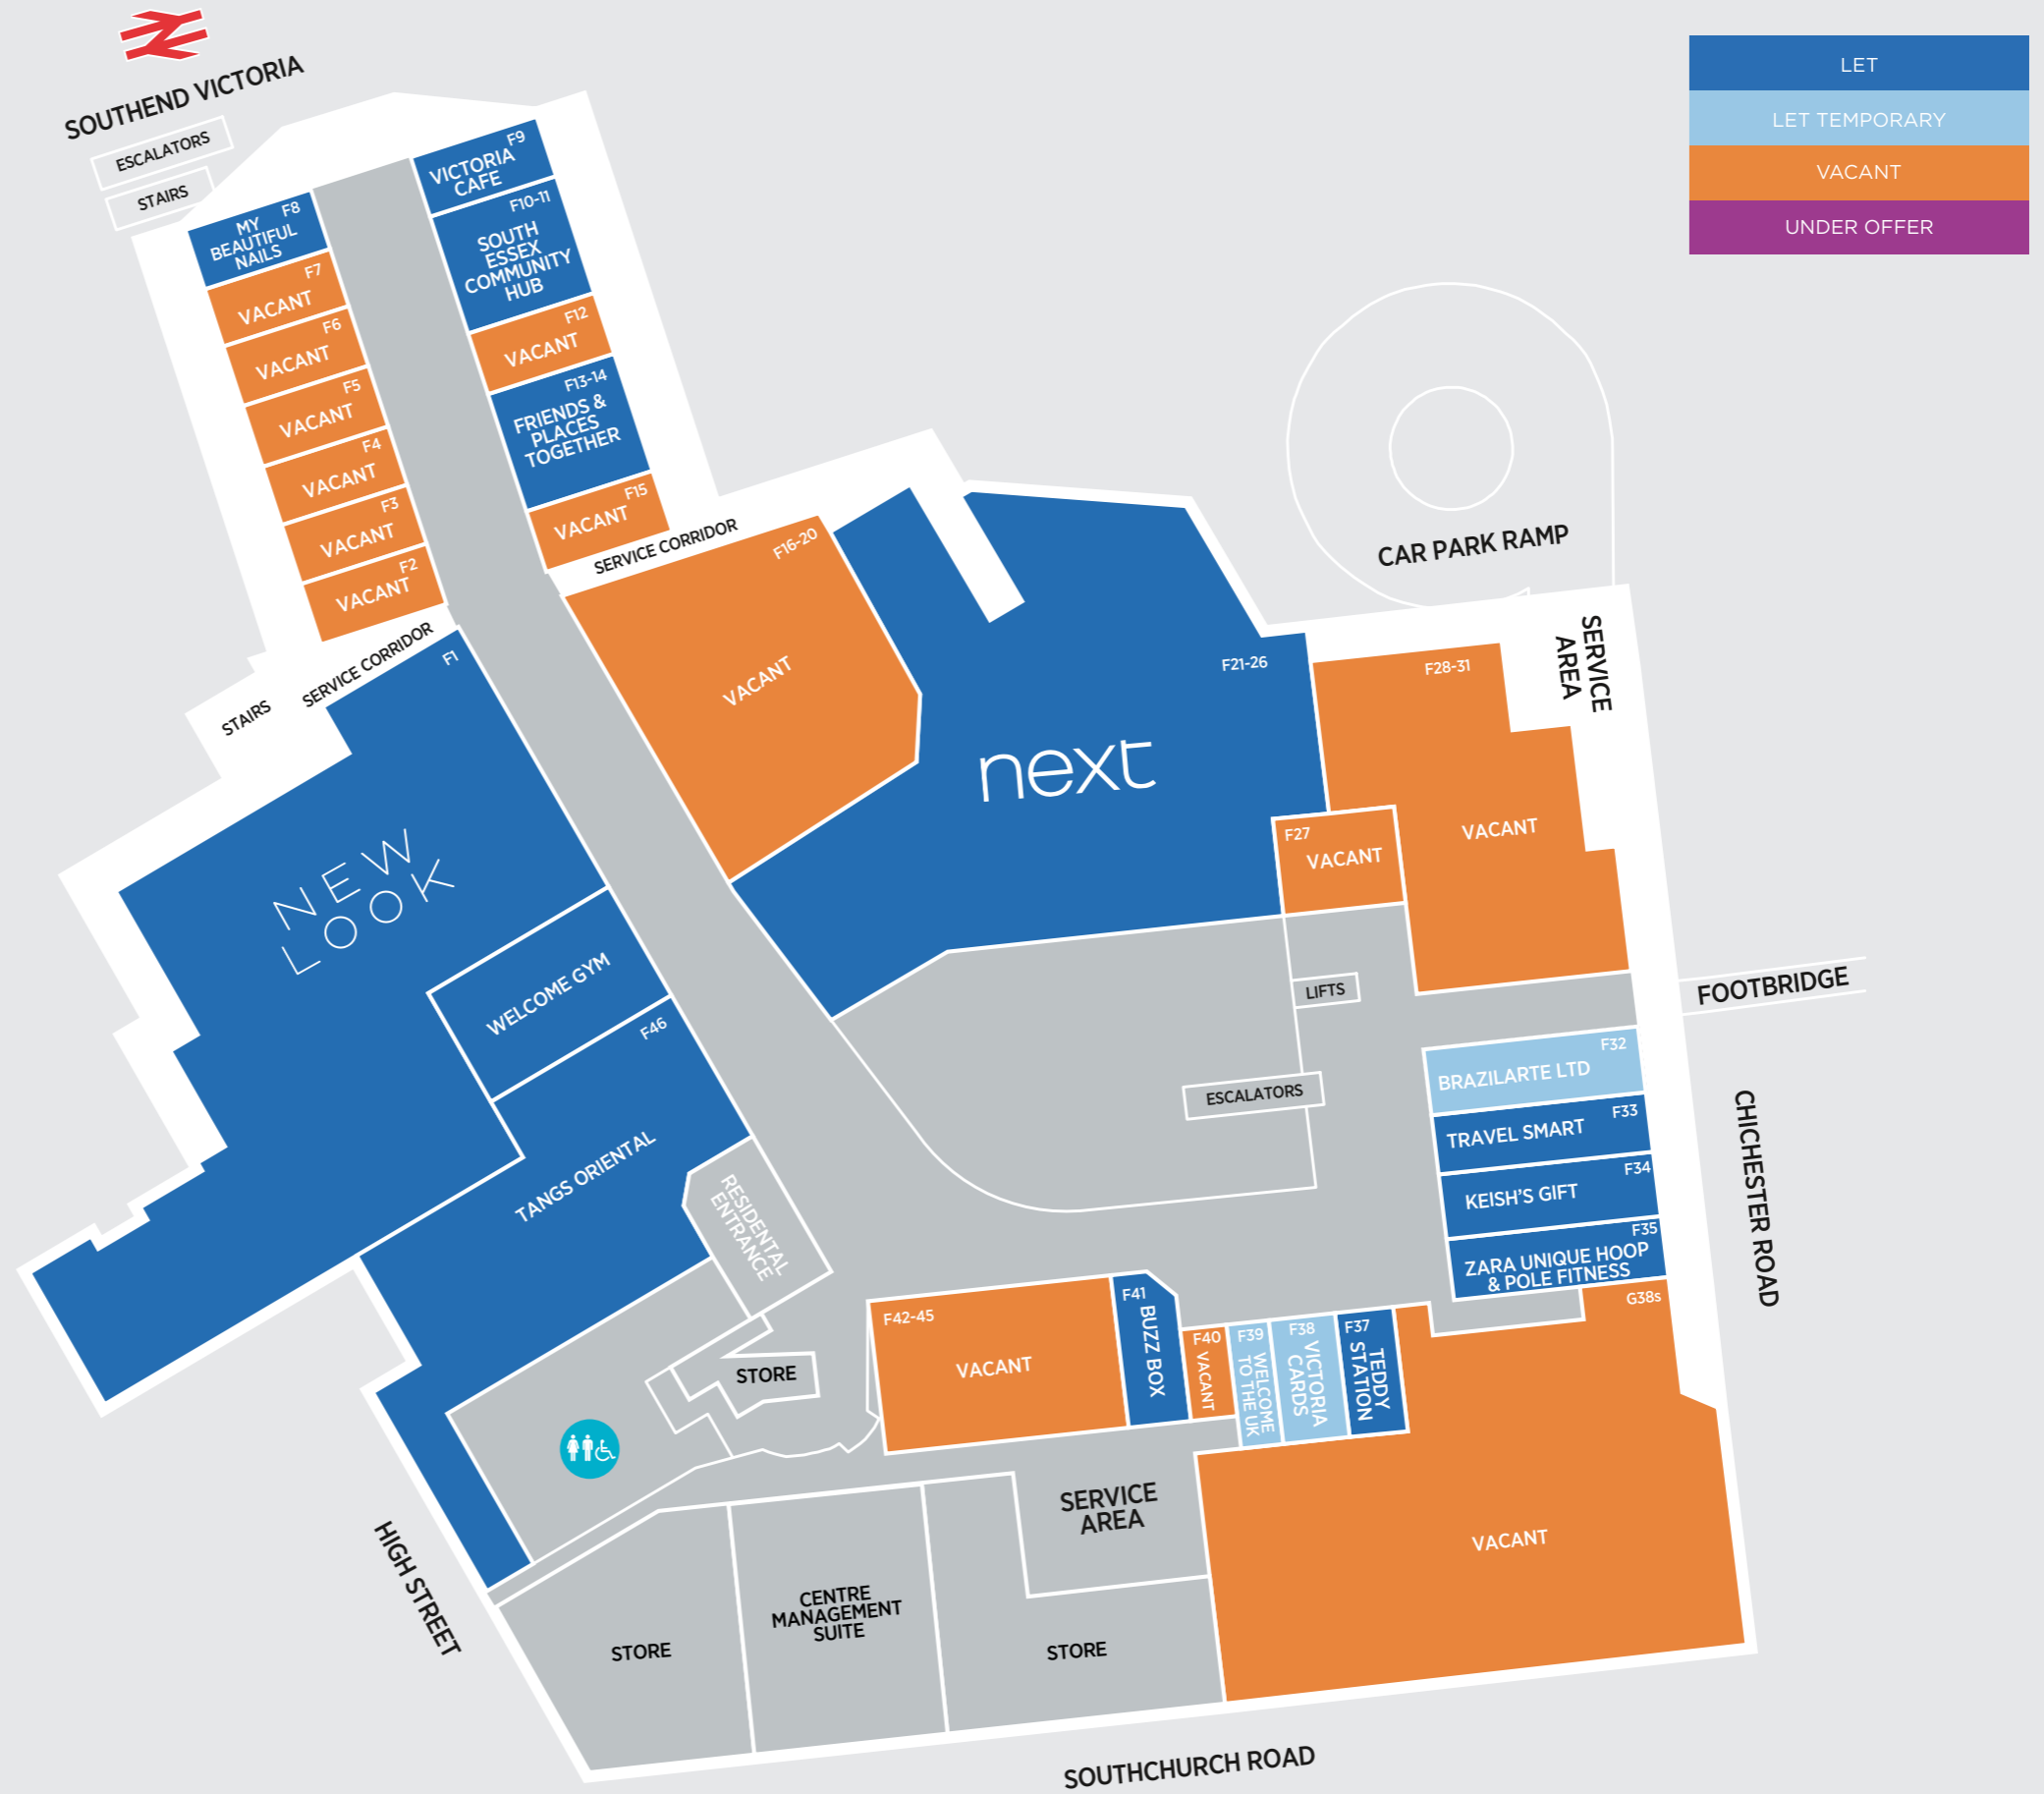 SOUTHEND VICTORIA
ESCALATORS
STAIRS
LET
LET TEMPORARY
VACANT
UNDER OFFER
F8
MY
BEAUTIFUL
NAILS
F7
VACANT
F6
VACANT
F5
VACANT
F4
VACANT
F3
VACANT
F2
VACANT
F9
VICTORIA
CAFE
F10-11
SOUTH
ESSEX
COMMUNITY
HUB
F12
VACANT
F13-14
FRIENDS &
PLACES
TOGETHER
F15
VACANT
SERVICE CORRIDOR
F16-20
VACANT
SERVICE CORRIDOR
STAIRS
F1
NEW
LOOK
WELCOME GYM
F46
TANGS ORIENTAL
RESIDENTAL
ENTRANCE
F21-26
next
CAR PARK RAMP
SERVICE
AREA
F28-31
VACANT
F27
VACANT
LIFTS
ESCALATORS
FOOTBRIDGE
F32
BRAZILARTE LTD
F33
TRAVEL SMART
F34
KEISH'S GIFT
F35
ZARA UNIQUE HOOP
& POLE FITNESS
G38s
CHICHESTER ROAD
F42-45
VACANT
F41
BUZZ BOX
F40
VACANT
F39
WELCOME
TO THE UK
F38
VICTORIA
CARDS
F37
TEDDY
STATION
STORE
SERVICE
AREA
VACANT
HIGH STREET
STORE
CENTRE
MANAGEMENT
SUITE
STORE
SOUTHCHURCH ROAD